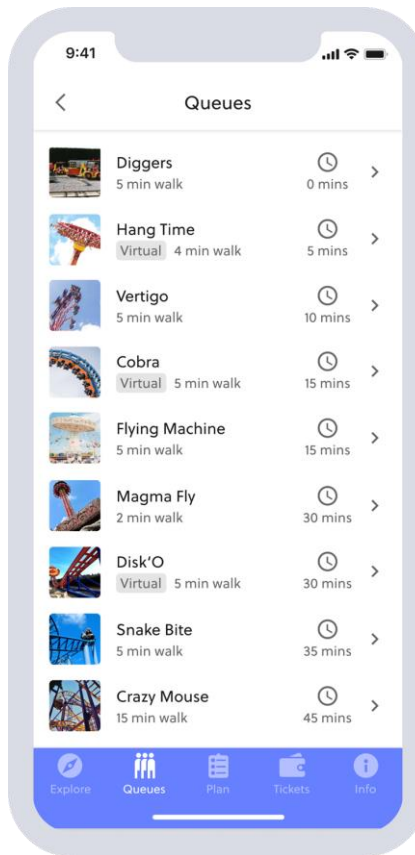 9:41
Queues
Diggers
5 min walk
0 mins
Hang Time
Virtual 4 min walk
5 mins
Vertigo
5 min walk
10 mins
Cobra
Virtual 5 min walk
15 mins
Flying Machine
5 min walk
15 mins
Magma Fly
2 min walk
30 mins
Disk’O
Virtual 5 min walk
30 mins
Snake Bite
5 min walk
35 mins
Crazy Mouse
15 min walk
45 mins
Explore Queues Plan Tickets Info